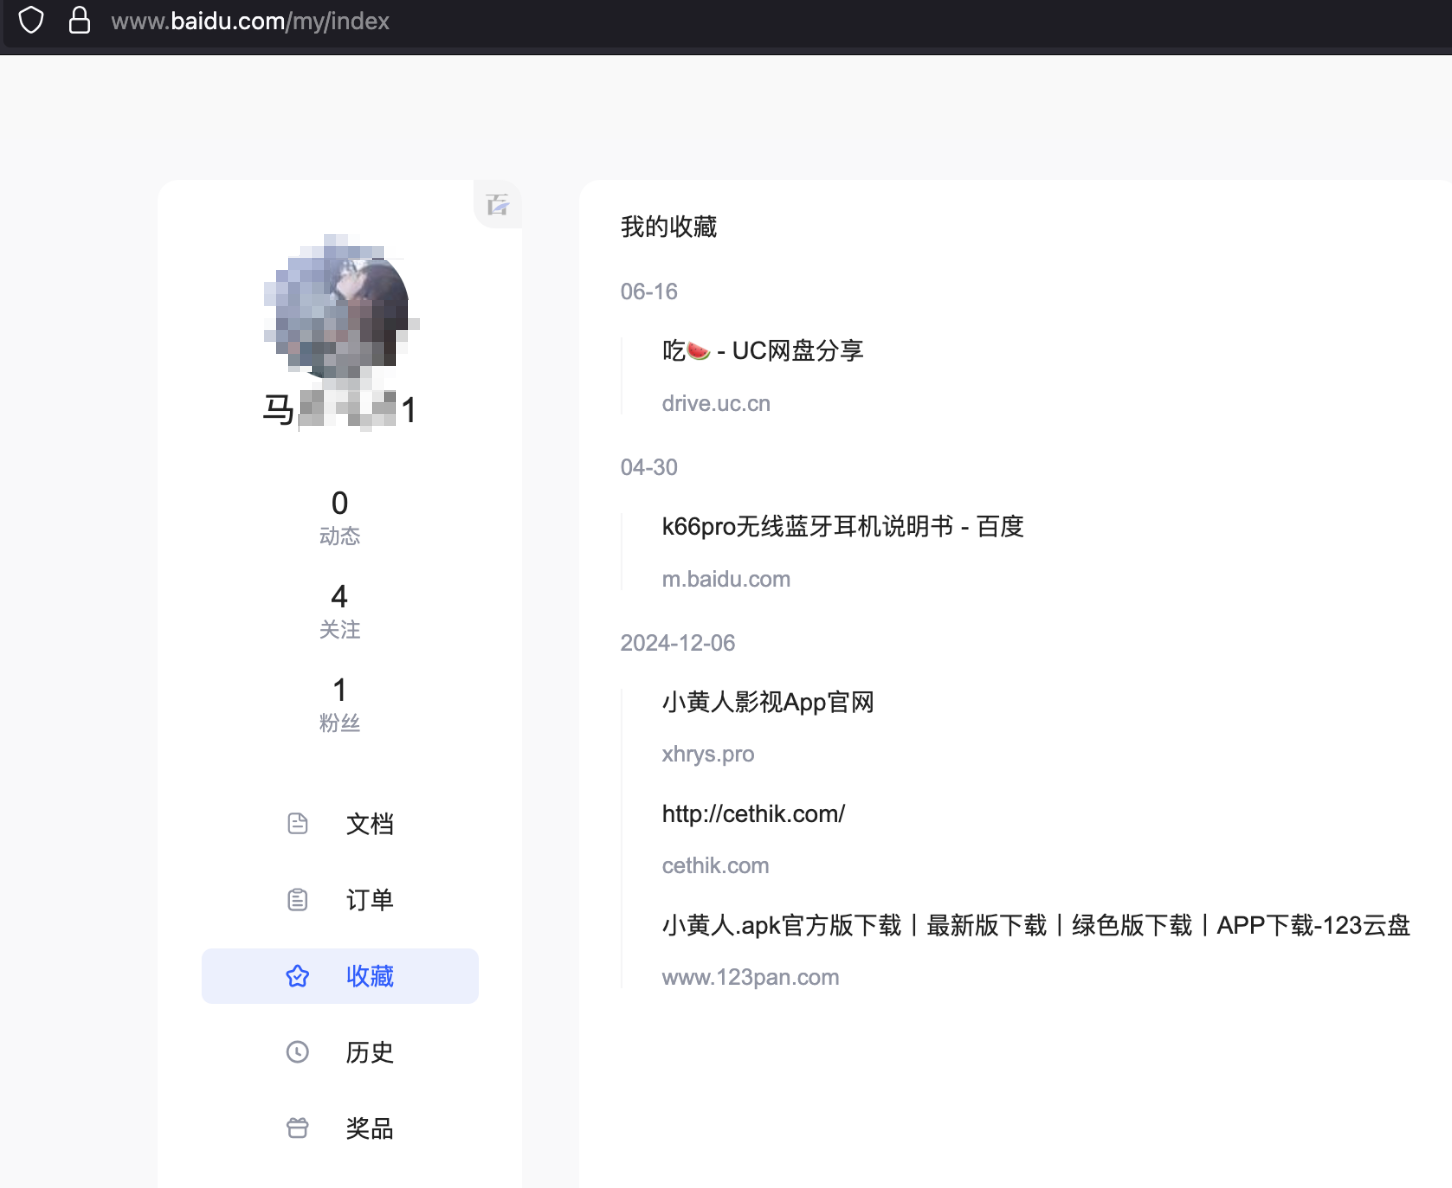 www.baidu.com/my/index
百
马
1
0
动态
4
关注
1
粉丝
文档
订单
收藏
历史
奖品
我的收藏
06-16
吃🍉 - UC网盘分享
drive.uc.cn
04-30
k66pro无线蓝牙耳机说明书 - 百度
m.baidu.com
2024-12-06
小黄人影视App官网
xhrys.pro
http://cethik.com/
cethik.com
小黄人.apk官方版下载丨最新版下载丨绿色版下载丨APP下载-123云盘
www.123pan.com